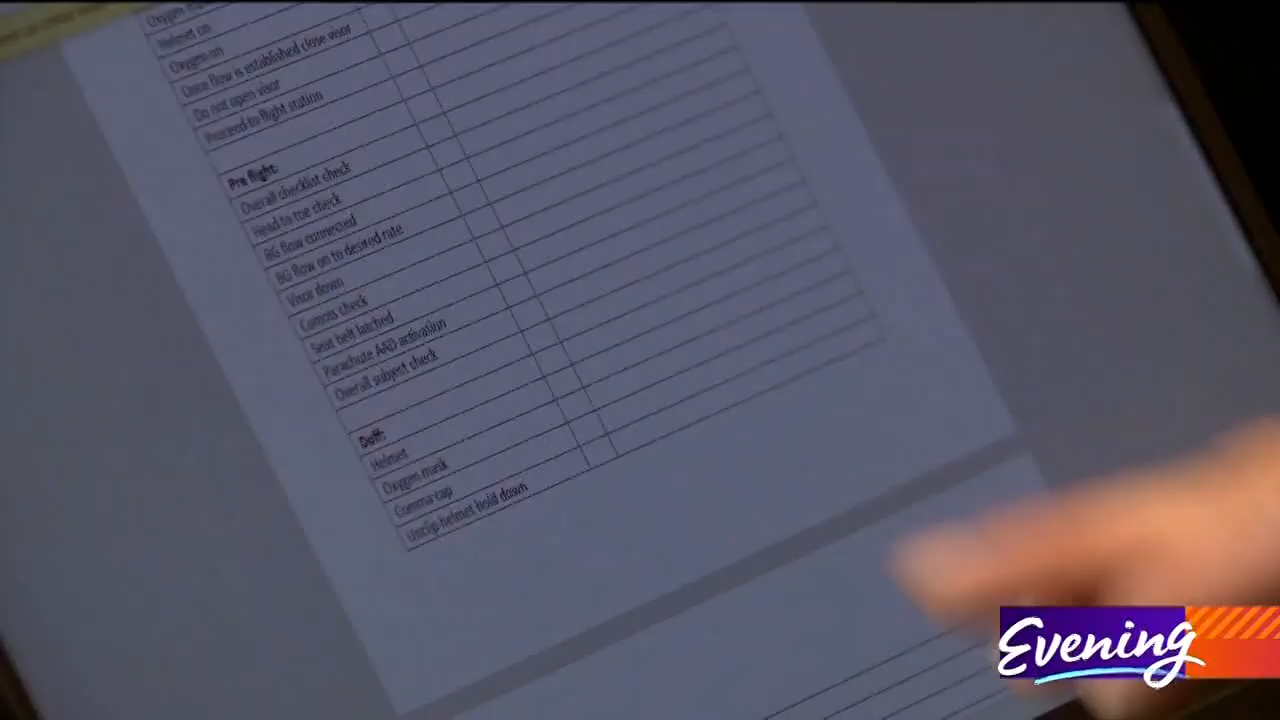 Oxygen
Helmet on
Oxygen on
Once flow is established close visor
Do not open visor
Proceed to flight station
Pre flight:
Overall checklist check
Head to toe check
BG flow connected
BG flow on to desired rate
Visor down
Comms check
Seat belt latched
Parachute AAD activation
Overall subject check
Doff:
Helmet
Oxygen mask
Comma cap
Unclip helmet hold down
Evening